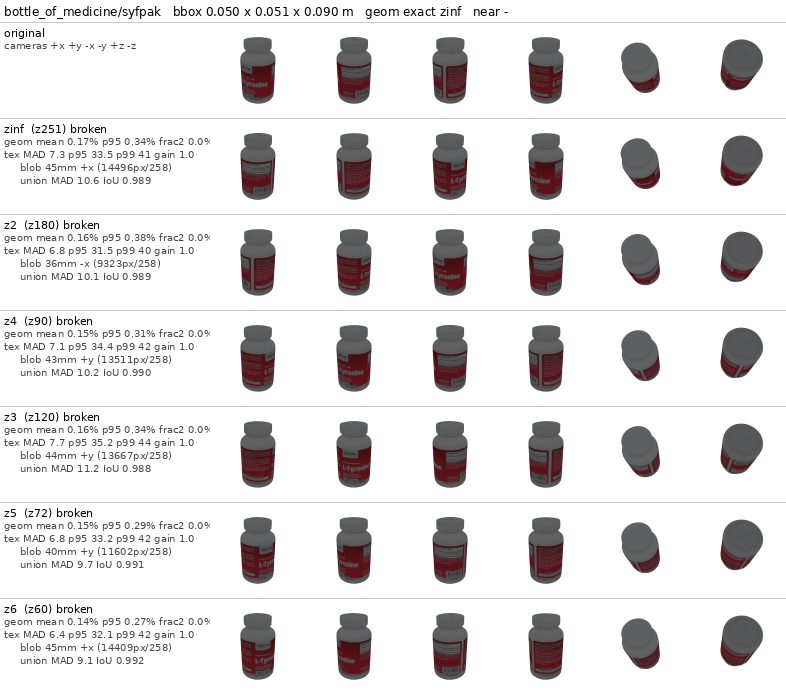 bottle_of_medicine/syfpak bbox 0.050 x 0.051 x 0.090 m geom exact zinf near -
original
cameras +x +y -x -y +z -z
Tyrosine
zinf (z251) broken
geom mean 0.17% p95 0.34% frac2 0.0%
tex MAD 7.3 p95 33.5 p99 41 gain 1.0
blob 45mm +x (14496px/258)
union MAD 10.6 IoU 0.989
L-Tyrosine
z2 (z180) broken
geom mean 0.16% p95 0.38% frac2 0.0%
tex MAD 6.8 p95 31.5 p99 40 gain 1.0
blob 36mm -x (9323px/258)
union MAD 10.1 IoU 0.989
z4 (z90) broken
geom mean 0.15% p95 0.31% frac2 0.0%
tex MAD 7.1 p95 34.4 p99 42 gain 1.0
blob 43mm +y (13511px/258)
union MAD 10.2 IoU 0.990
z3 (z120) broken
geom mean 0.16% p95 0.34% frac2 0.0%
tex MAD 7.7 p95 35.2 p99 44 gain 1.0
blob 44mm +y (13667px/258)
union MAD 11.2 IoU 0.988
L-Tyrosine
z5 (z72) broken
geom mean 0.15% p95 0.29% frac2 0.0%
tex MAD 6.8 p95 33.2 p99 42 gain 1.0
blob 40mm +y (11602px/258)
union MAD 9.7 IoU 0.991
z6 (z60) broken
geom mean 0.14% p95 0.27% frac2 0.0%
tex MAD 6.4 p95 32.1 p99 42 gain 1.0
blob 45mm +x (14409px/258)
union MAD 9.1 IoU 0.992